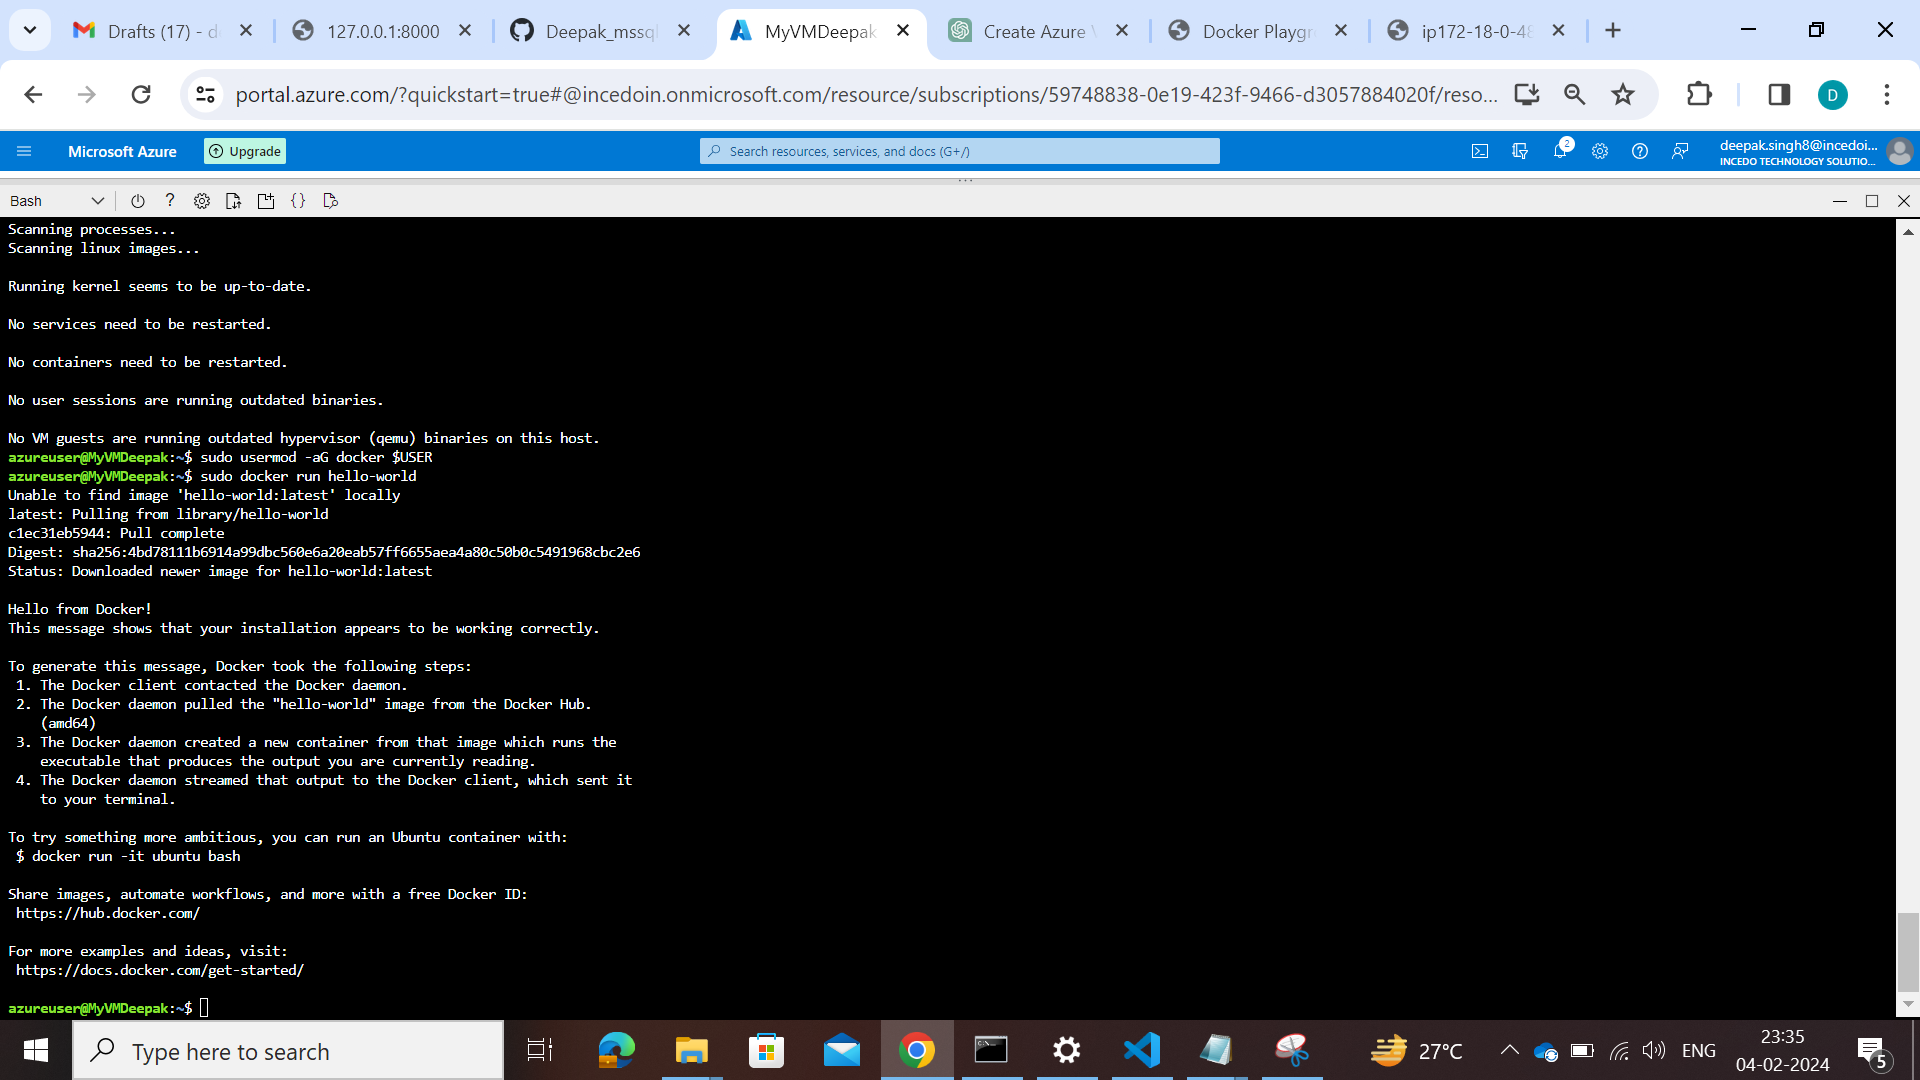 Drafts (17) - d
127.0.0.1:8000
Deepak_mssql
MyVMDeepak
Create Azure V
Docker Playgr
ip172-18-0-48
portal.azure.com/?quickstart=true#@incedoin.onmicrosoft.com/resource/subscriptions/59748838-0e19-423f-9466-d3057884020f/reso...
D
Microsoft Azure
Upgrade
Search resources, services, and docs (G+/)
2
deepak.singh8@incedoi...
INCEDO TECHNOLOGY SOLUTIO...
Bash
Scanning processes...
Scanning linux images...
Running kernel seems to be up-to-date.
No services need to be restarted.
No containers need to be restarted.
No user sessions are running outdated binaries.
No VM guests are running outdated hypervisor (qemu) binaries on this host.
azureuser@MyVMDeepak:~$ sudo usermod -aG docker $USER
azureuser@MyVMDeepak:~$ sudo docker run hello-world
Unable to find image 'hello-world:latest' locally
latest: Pulling from library/hello-world
c1ec31eb5944: Pull complete
Digest: sha256:4bd78111b6914a99dbc560e6a20eab57ff6655aea4a80c50b0c5491968cbc2e6
Status: Downloaded newer image for hello-world:latest
Hello from Docker!
This message shows that your installation appears to be working correctly.
To generate this message, Docker took the following steps:
1. The Docker client contacted the Docker daemon.
2. The Docker daemon pulled the "hello-world" image from the Docker Hub.
(amd64)
3. The Docker daemon created a new container from that image which runs the
executable that produces the output you are currently reading.
4. The Docker daemon streamed that output to the Docker client, which sent it
to your terminal.
To try something more ambitious, you can run an Ubuntu container with:
$ docker run -it ubuntu bash
Share images, automate workflows, and more with a free Docker ID:
https://hub.docker.com/
For more examples and ideas, visit:
https://docs.docker.com/get-started/
azureuser@MyVMDeepak:~$
Type here to search
27°C
ENG
23:35
04-02-2024
5